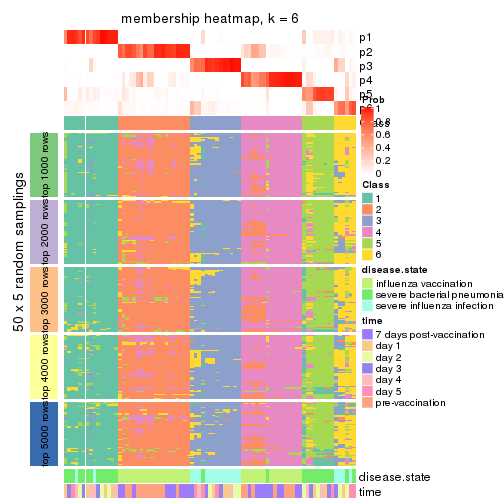 membership heatmap, k = 6
p1
p2
p3
p4
p5
p6
Prob
1
0.8
0.6
0.4
0.2
0
Class
1
2
3
4
5
6
disease.state
influenza vaccination
severe bacterial pneumonia
severe influenza infection
time
7 days post-vaccination
day 1
day 2
day 3
day 4
day 5
pre-vaccination
50 x 5 random samplings
top 1000 rows
top 2000 rows
top 3000 rows
top 4000 rows
top 5000 rows
disease.state
time